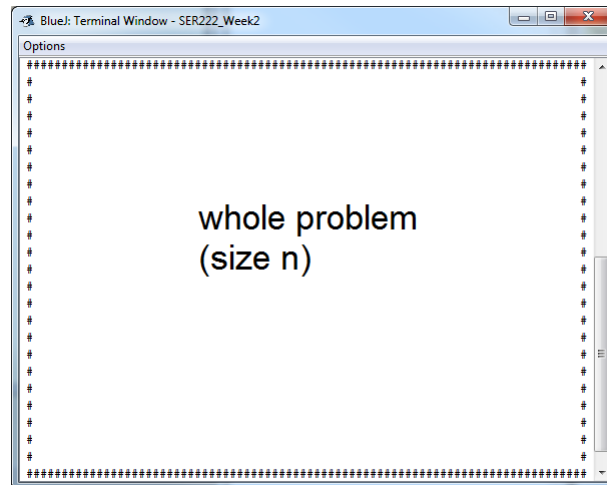 BlueJ: Terminal Window - SER222_Week2
Options
whole problem
(size n)